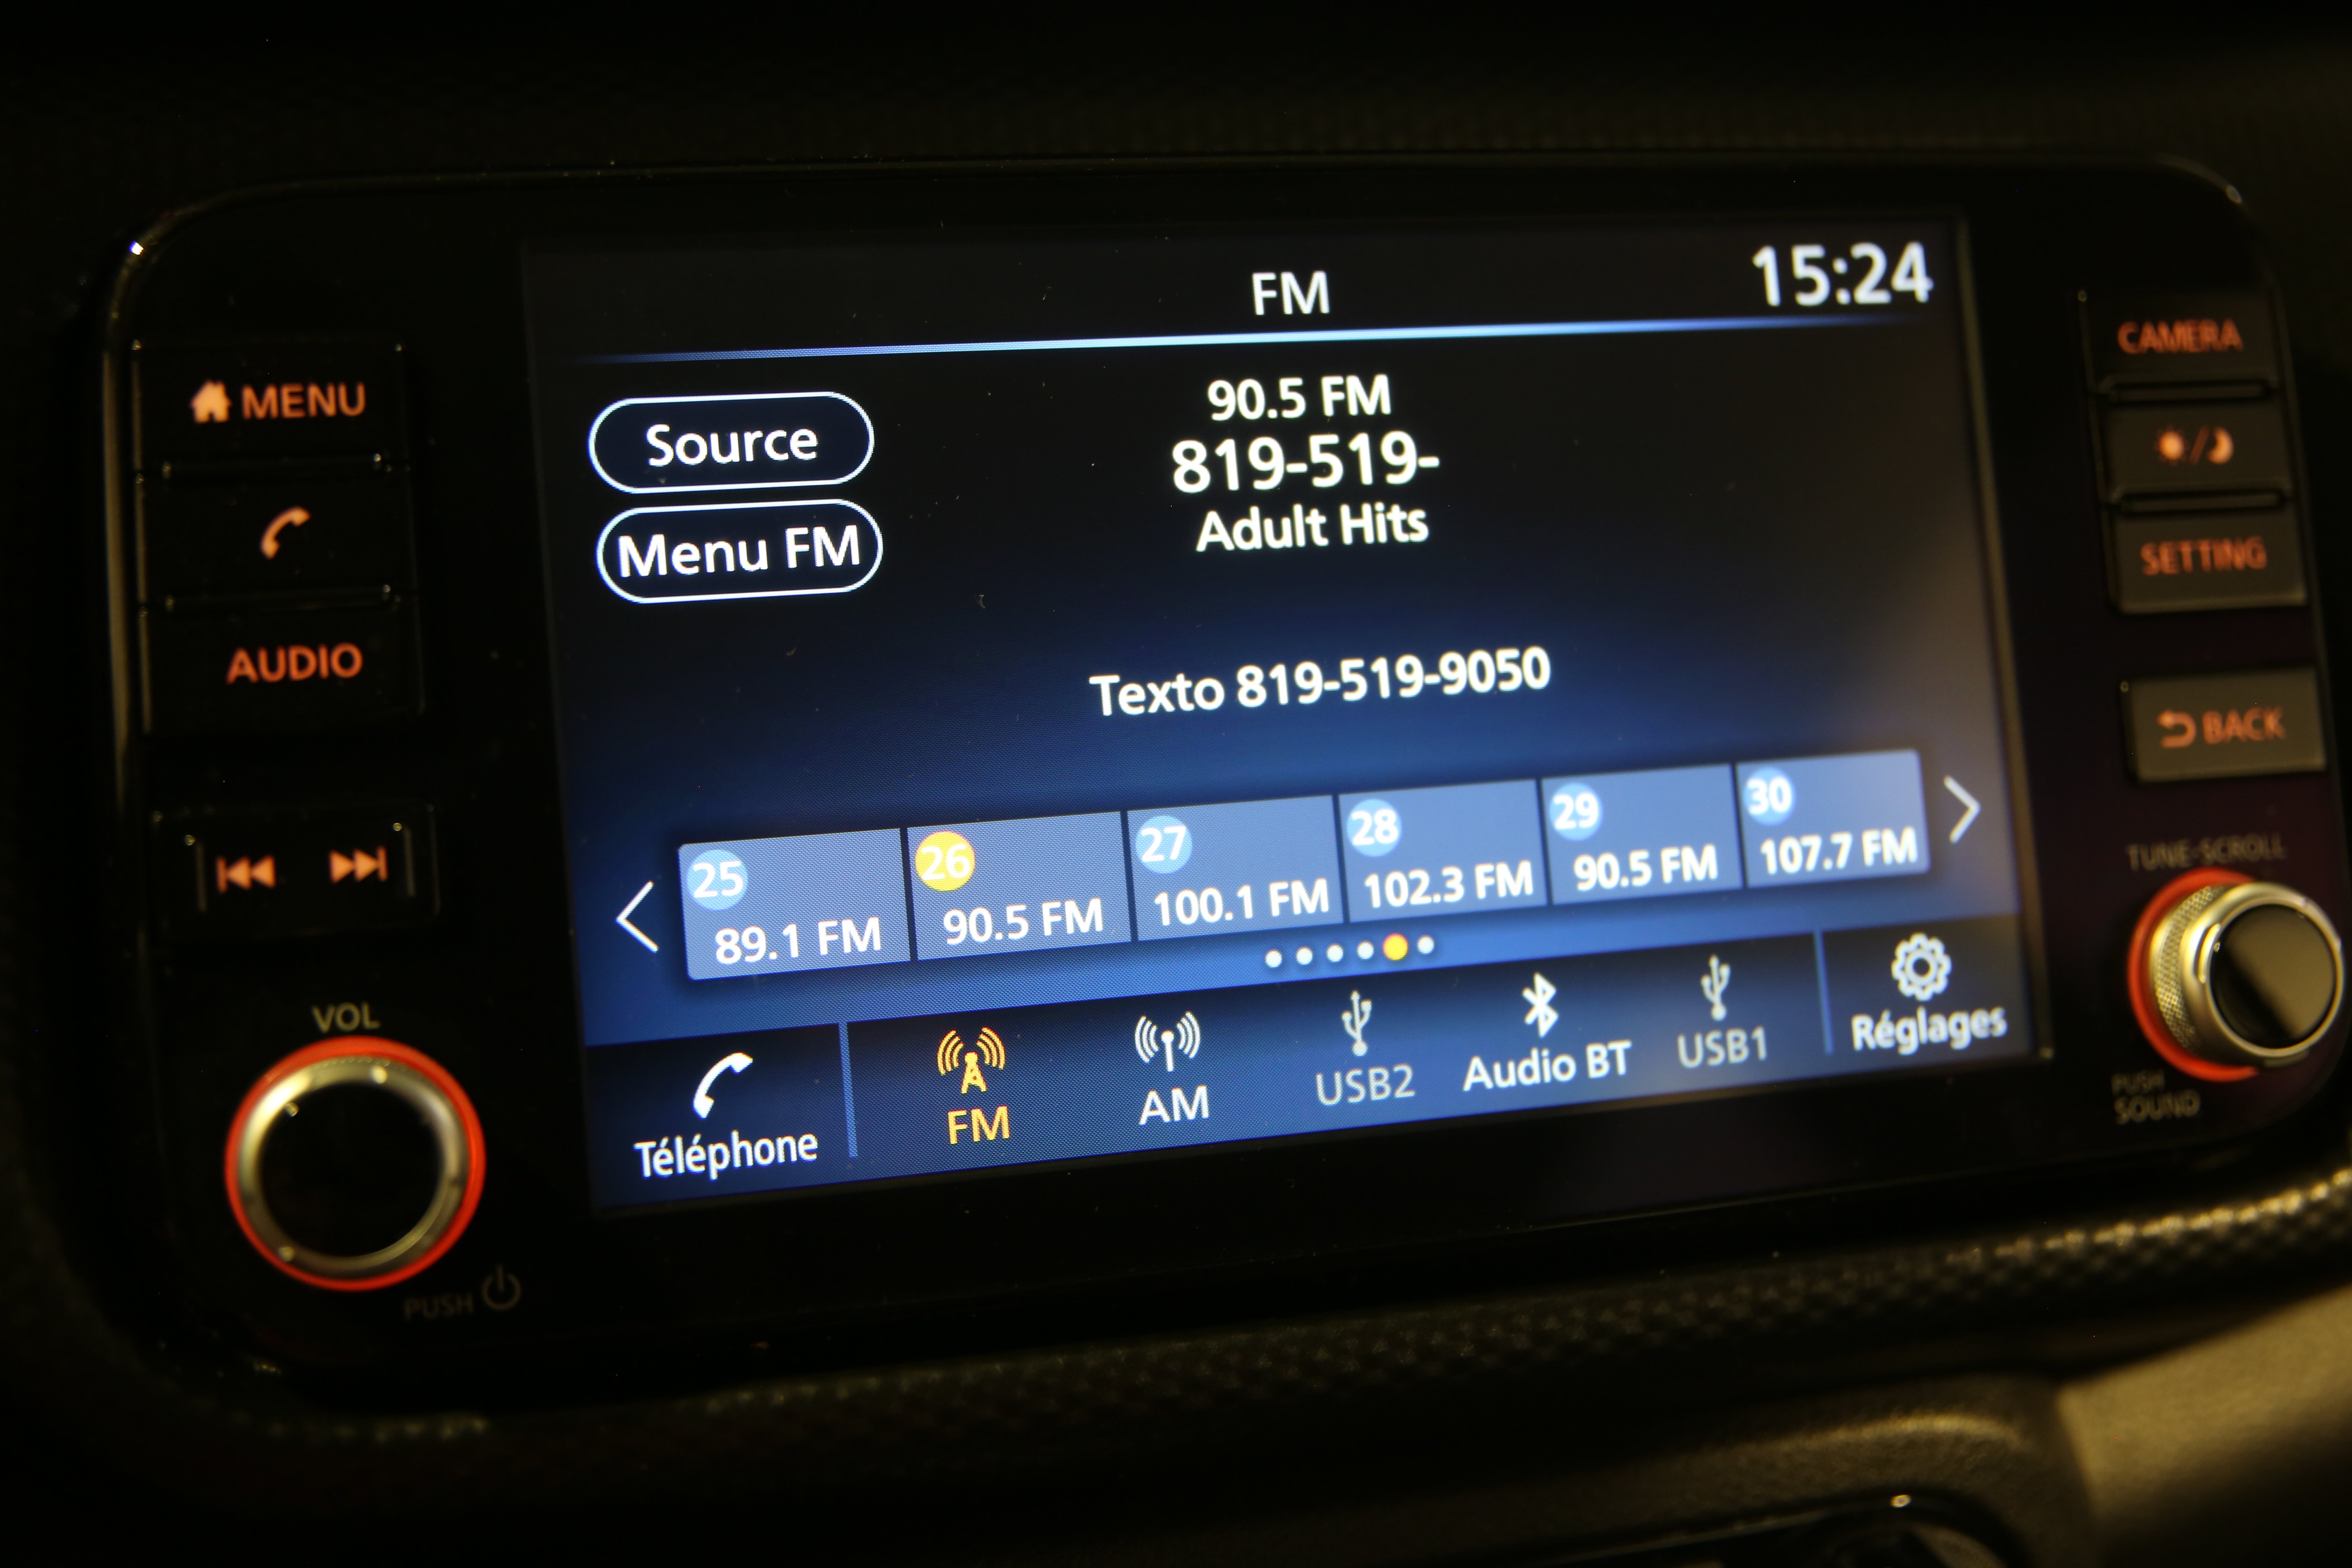 FM
15:24
MENU
AUDIO
VOL
PUSH
Source
Menu FM
90.5 FM
819-519-
Adult Hits
Texto 819-519-9050
25
89.1 FM
26
90.5 FM
27
100.1 FM
28
102.3 FM
29
90.5 FM
30
107.7 FM
Téléphone
FM
AM
USB2
Audio BT
USB1
Réglages
CAMERA
SETTING
BACK
TUNE-SCROLL
PUSH
SOUND